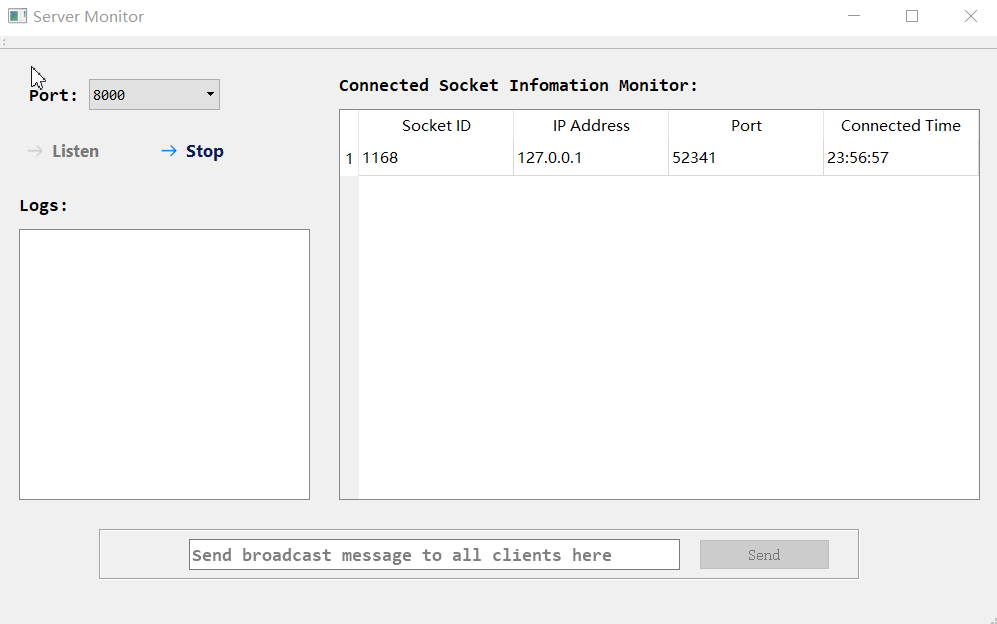 Server Monitor
Port: 8000
Listen Stop
Logs:
Connected Socket Infomation Monitor:
Socket ID IP Address Port Connected Time
1 1168 127.0.0.1 52341 23:56:57
Send broadcast message to all clients here Send